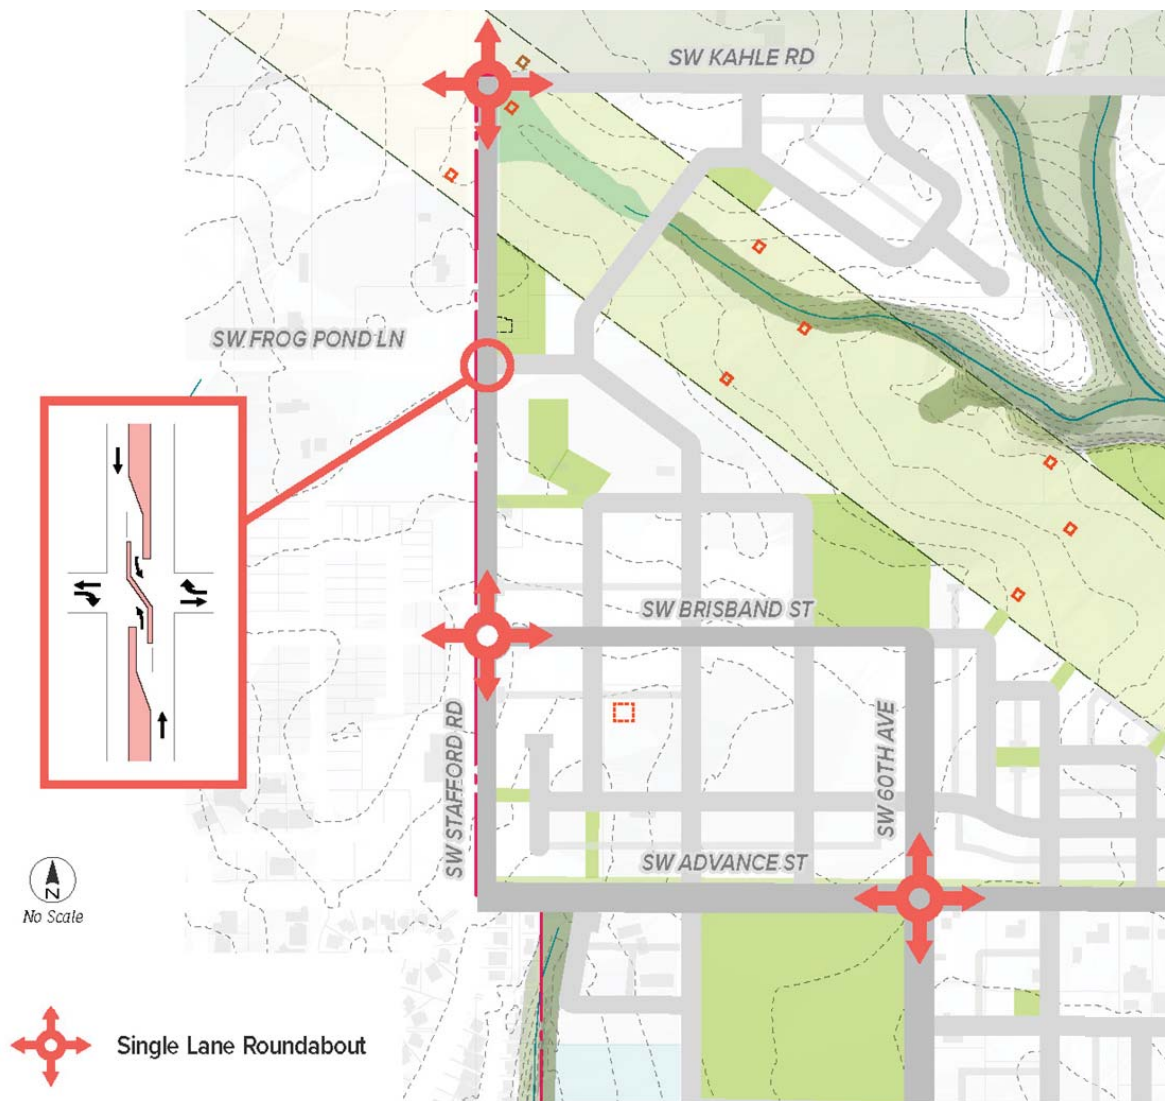 SW KAHLE RD
SW FROG POND LN
SW BRISBAND ST
SW STAFFORD RD
SW 60TH AVE
SW ADVANCE ST
N
No Scale
Single Lane Roundabout